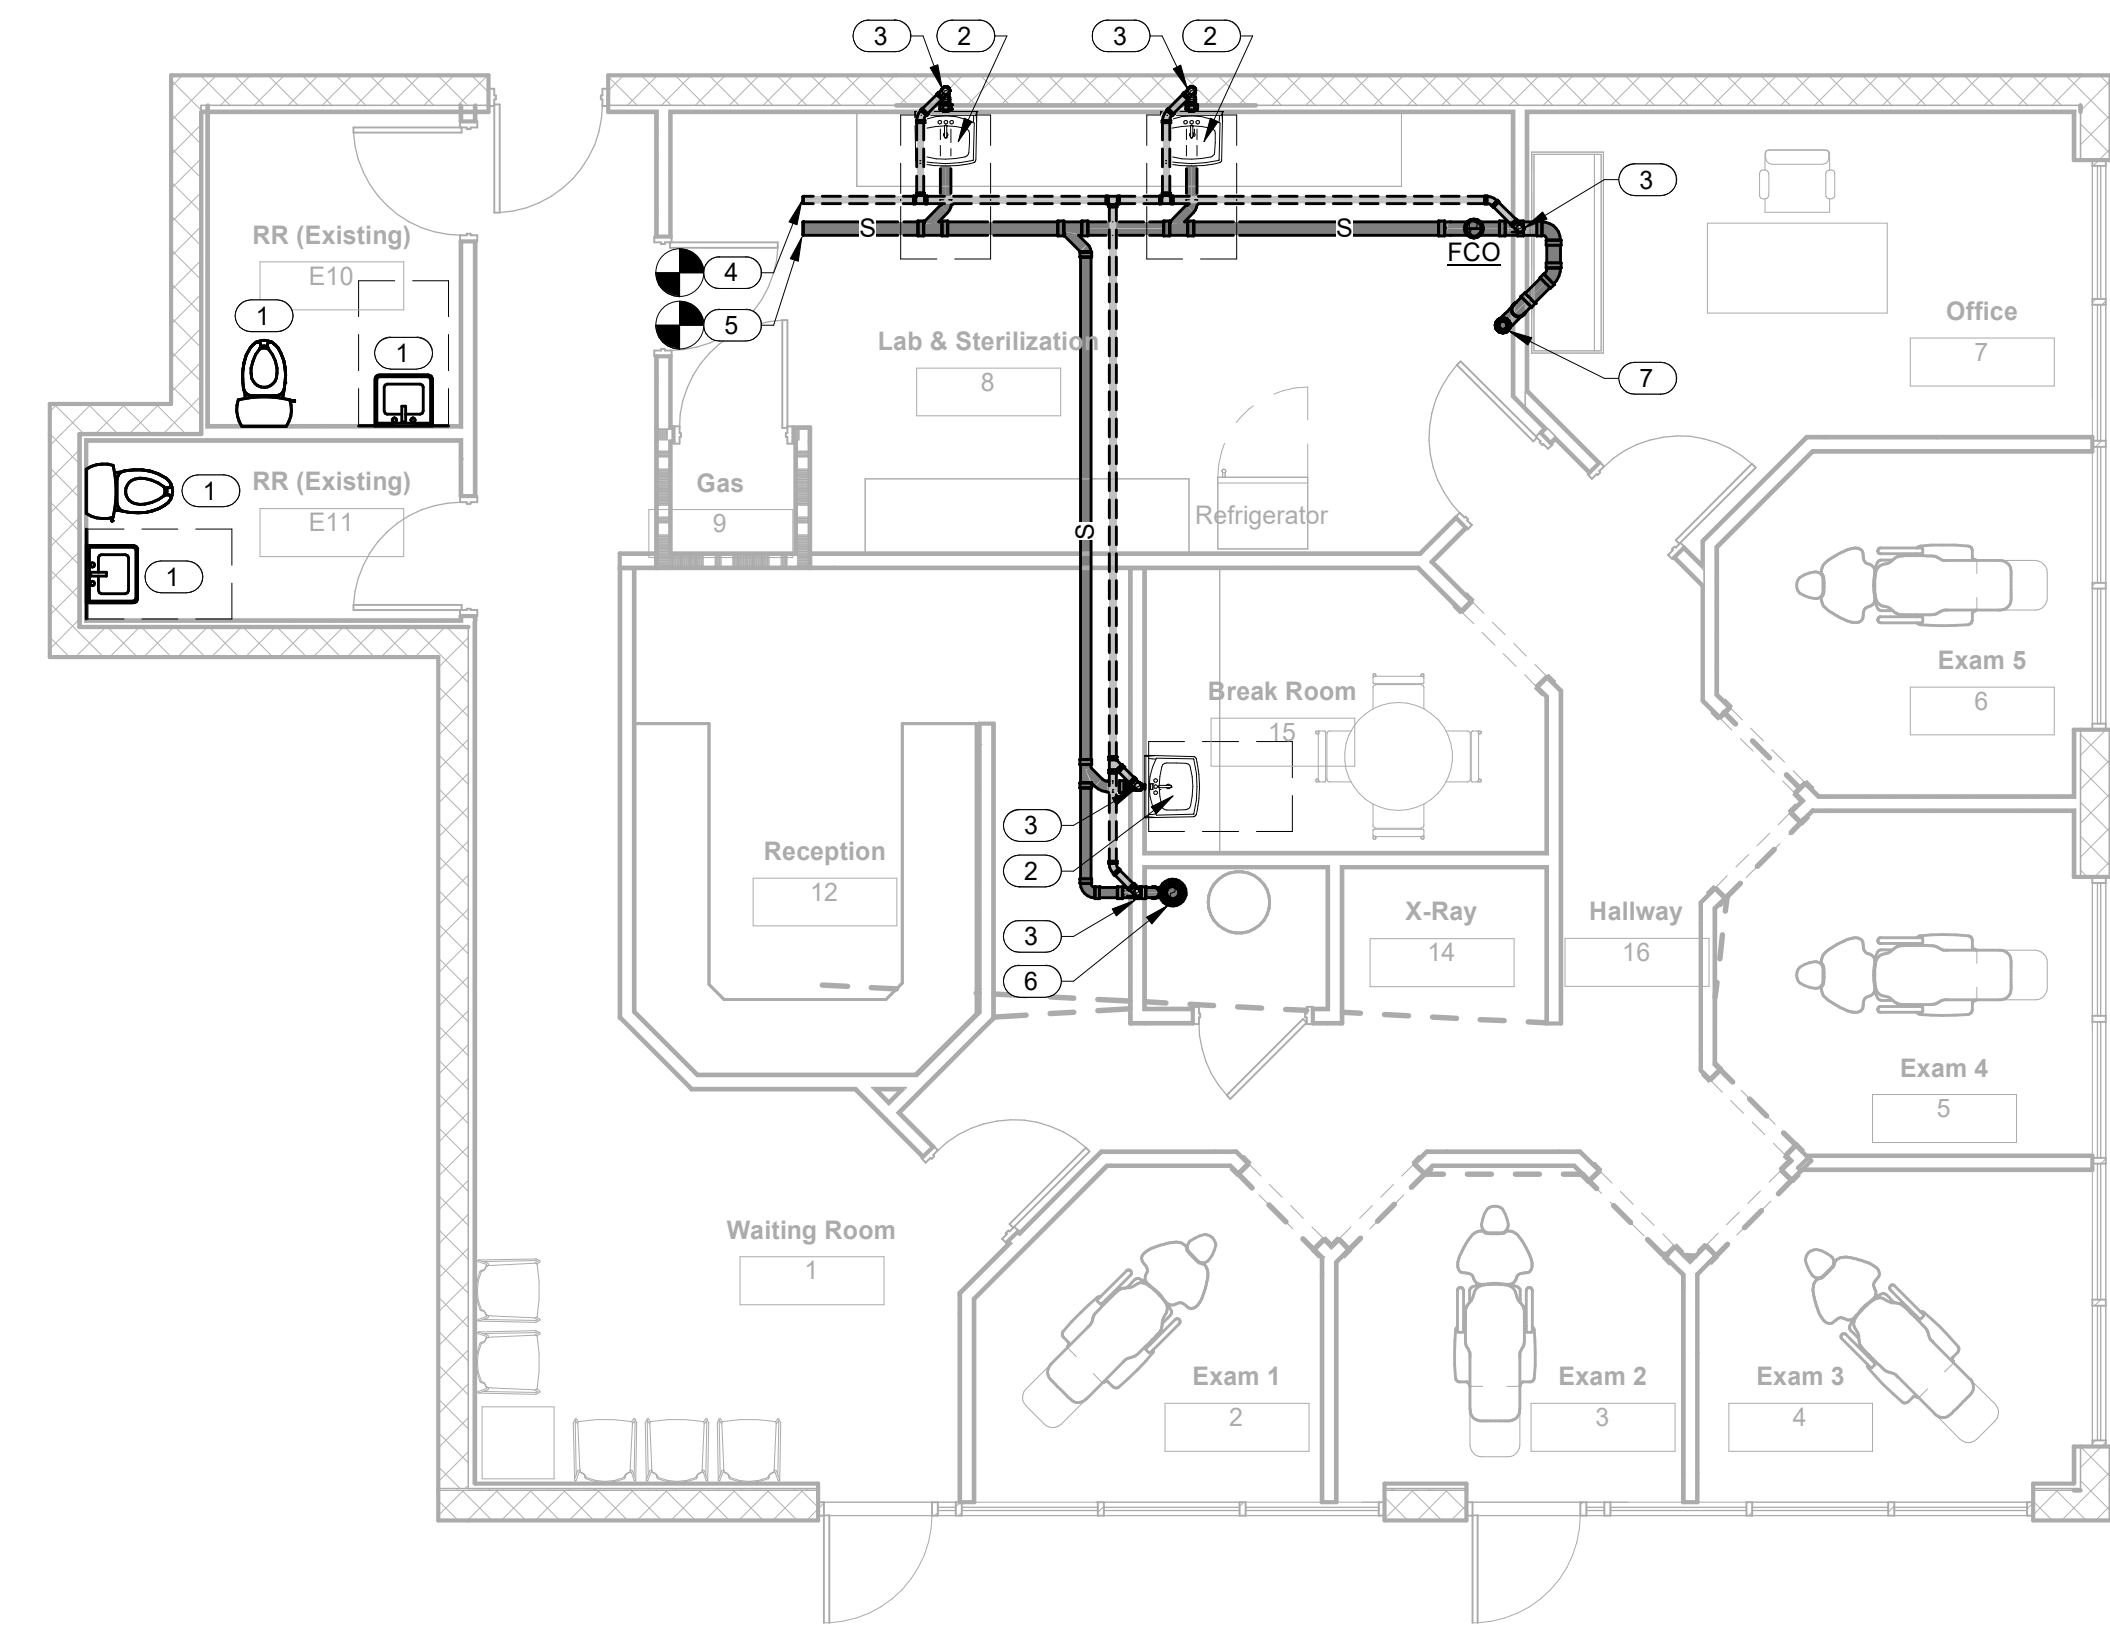 3 2 3 2
3
S S
FCO
4
5
7
RR (Existing)
E10
1
1
Lab & Sterilization
8
Office
7
RR (Existing)
E11
1
1
Gas
9
Refrigerator
S
Break Room
15
Exam 5
6
3
2
3
6
Reception
12
X-Ray
14
Hallway
16
Exam 4
5
Waiting Room
1
Exam 1
2
Exam 2
3
Exam 3
4